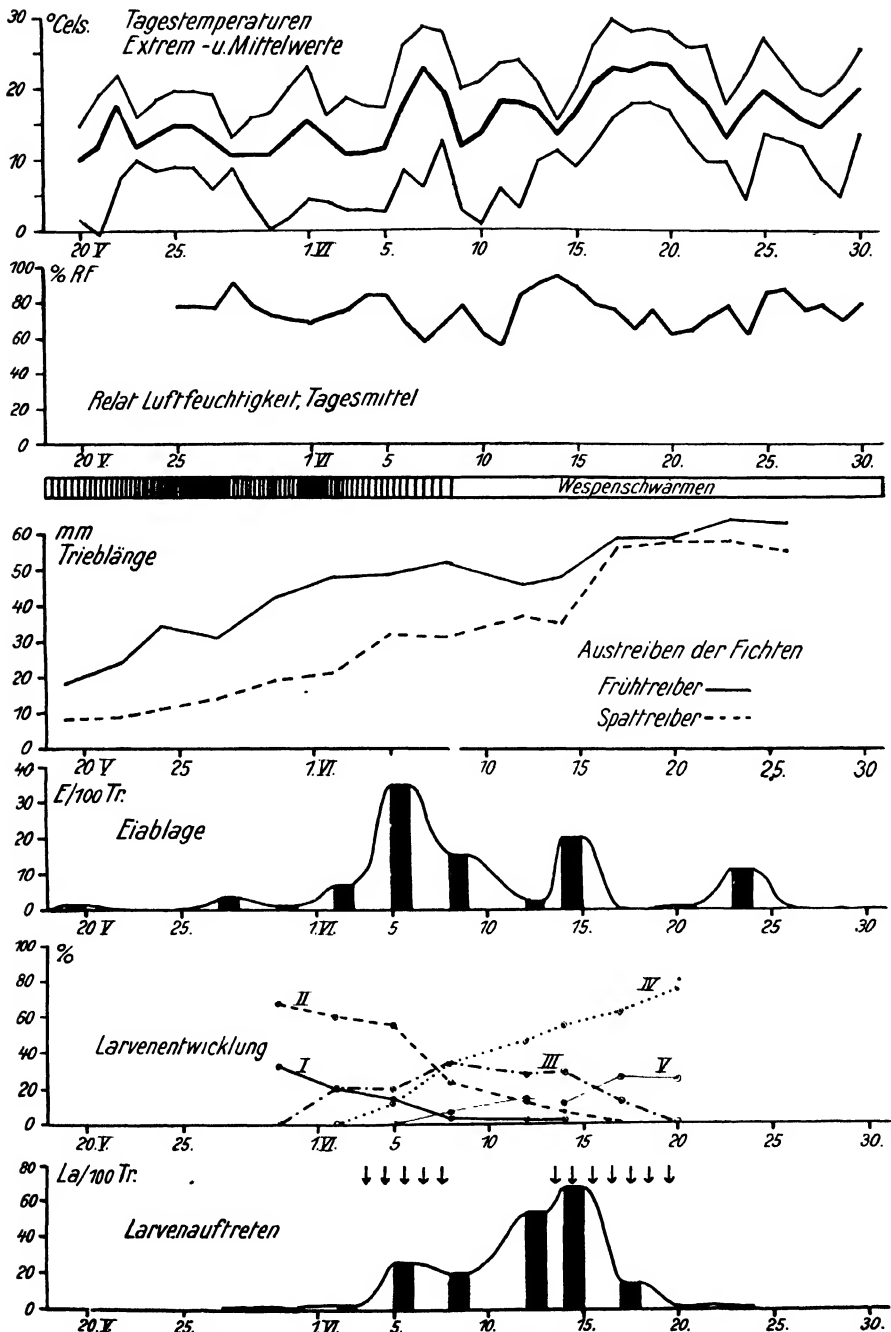 °Cels.
Tagestemperaturen
Extrem-u.Mittelwerte
30
20
10
0
20 V. 25. 1.VI 5. 10 15. 20. 25. 30.
% RF
100
80
60
40
20
0
Relat Luftfeuchtigkeit, Tagesmittel
20 V. 25 1.VI 5. 10 15. 20. 25. 30.
Wespenschwärmen
mm
Trieblänge
60
50
40
30
20
10
0
Austreiben der Fichten
Frühtreiber
Spattreiber
20 V 25 1.VI. 5. 10 15 20 25. 30
E/100 Tr.
Eiablage
40
30
20
10
0
20 V 25. 1.VI. 5 10. 15. 20 25. 30.
%
100
80
60
40
20
0
Larvenentwicklung
I
II
III
IV
V
20.V. 25. 1.VI. 5 10. 15. 20 25. 30.
La/100 Tr.
Larvenauftreten
80
60
40
20
0
20.V. 25. 1.VI. 5. 10. 15. 20. 25. 30.